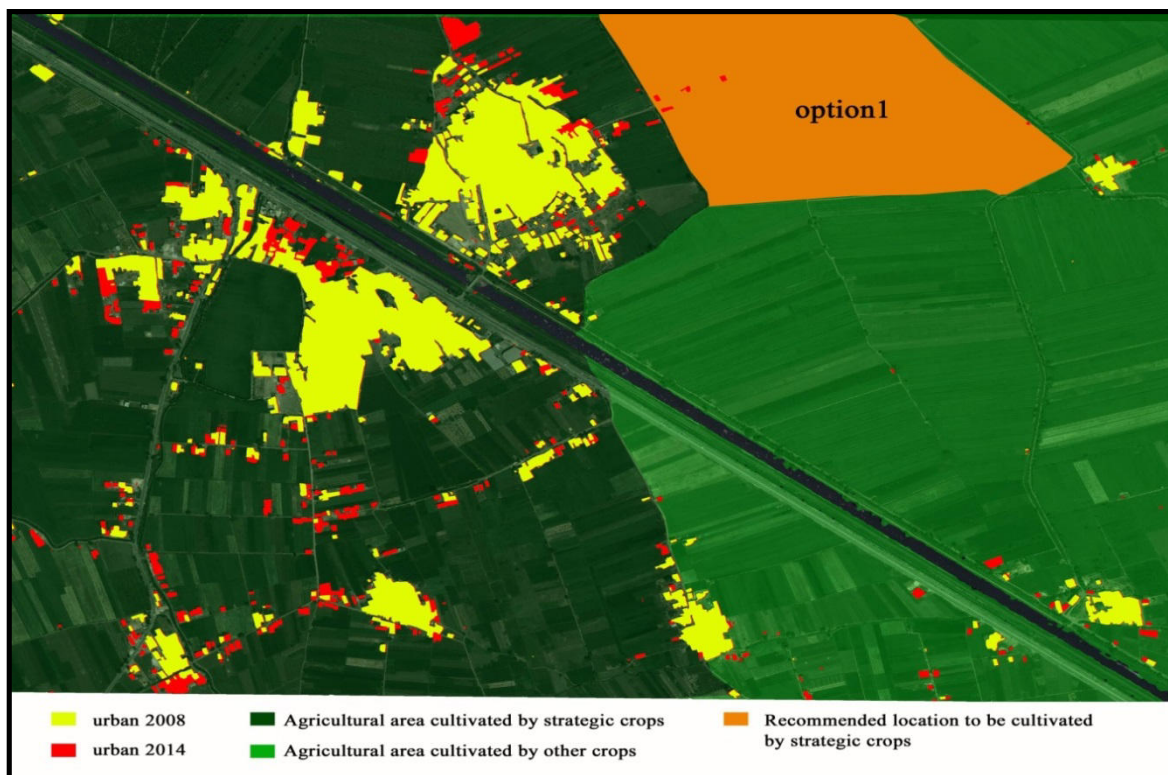 option1
urban 2008
urban 2014
Agricultural area cultivated by strategic crops
Agricultural area cultivated by other crops
Recommended location to be cultivated
by strategic crops